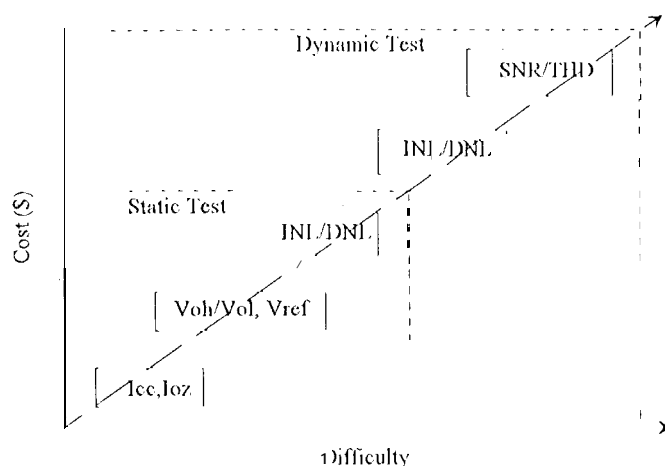 Dynamic Test
SNR/THD
INL/DNL
Static Test
INL/DNL
Cost ($)
Voh/Vol, Vref
Icc,Ioz
Difficulty